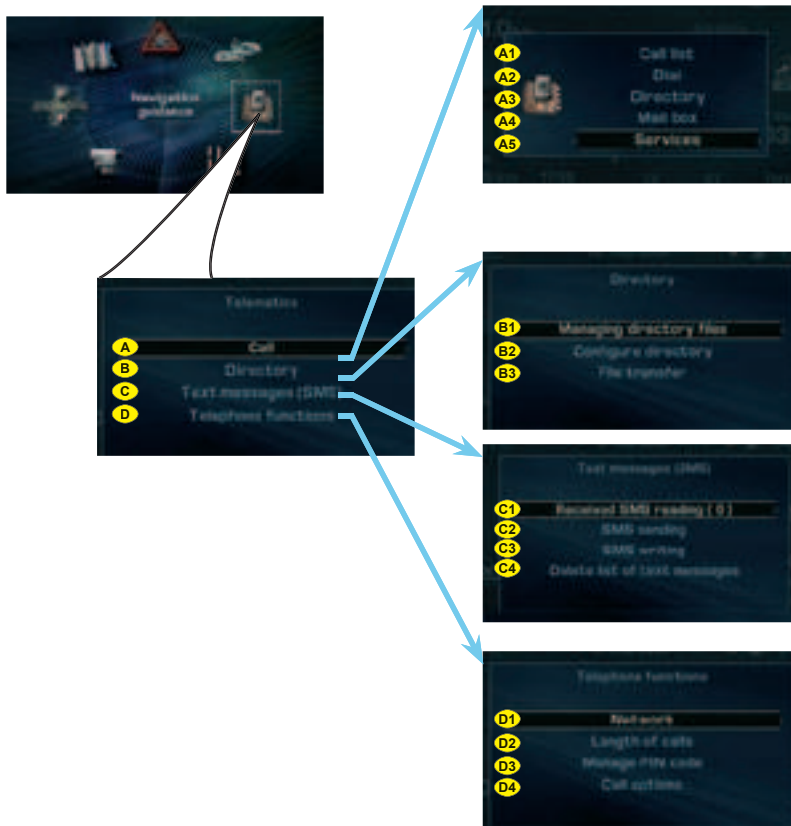 Navigation
guidance
A1 Call list
A2 Dial
A3 Directory
A4 Mail box
A5 Services
Telematics
A Call
B Directory
C Text messages (SMS)
D Telephone functions
Directory
B1 Managing directory files
B2 Configure directory
B3 File transfer
Text messages (SMS)
C1 Received SMS reading ( 0 )
C2 SMS sending
C3 SMS writing
C4 Delete list of text messages
Telephone functions
D1 Network
D2 Length of calls
D3 Manage PIN code
D4 Call options